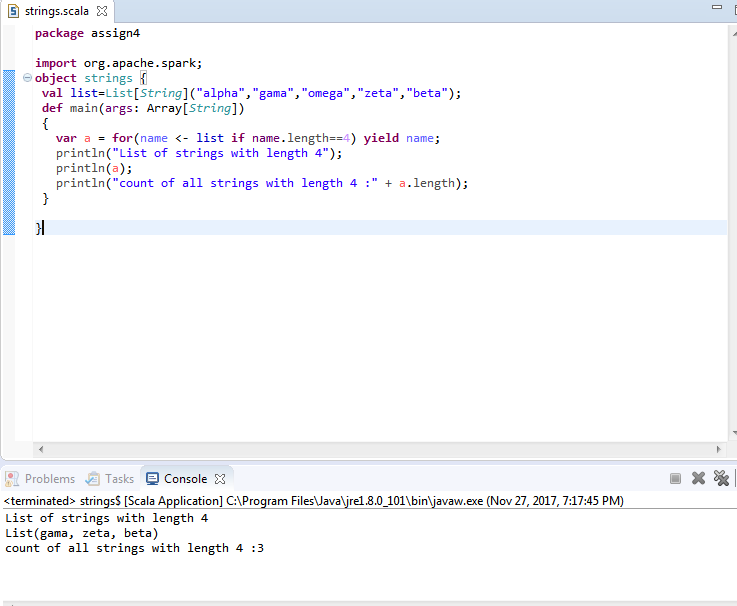 strings.scala
package assign4
import org.apache.spark;
object strings {
val list=List[String]("alpha","gama","omega","zeta","beta");
def main(args: Array[String])
{
var a = for(name <- list if name.length==4) yield name;
println("List of strings with length 4");
println(a);
println("count of all strings with length 4 :" + a.length);
}
}
Problems Tasks Console
<terminated> strings$ [Scala Application] C:\Program Files\Java\jre1.8.0_101\bin\javaw.exe (Nov 27, 2017, 7:17:45 PM)
List of strings with length 4
List(gama, zeta, beta)
count of all strings with length 4 :3